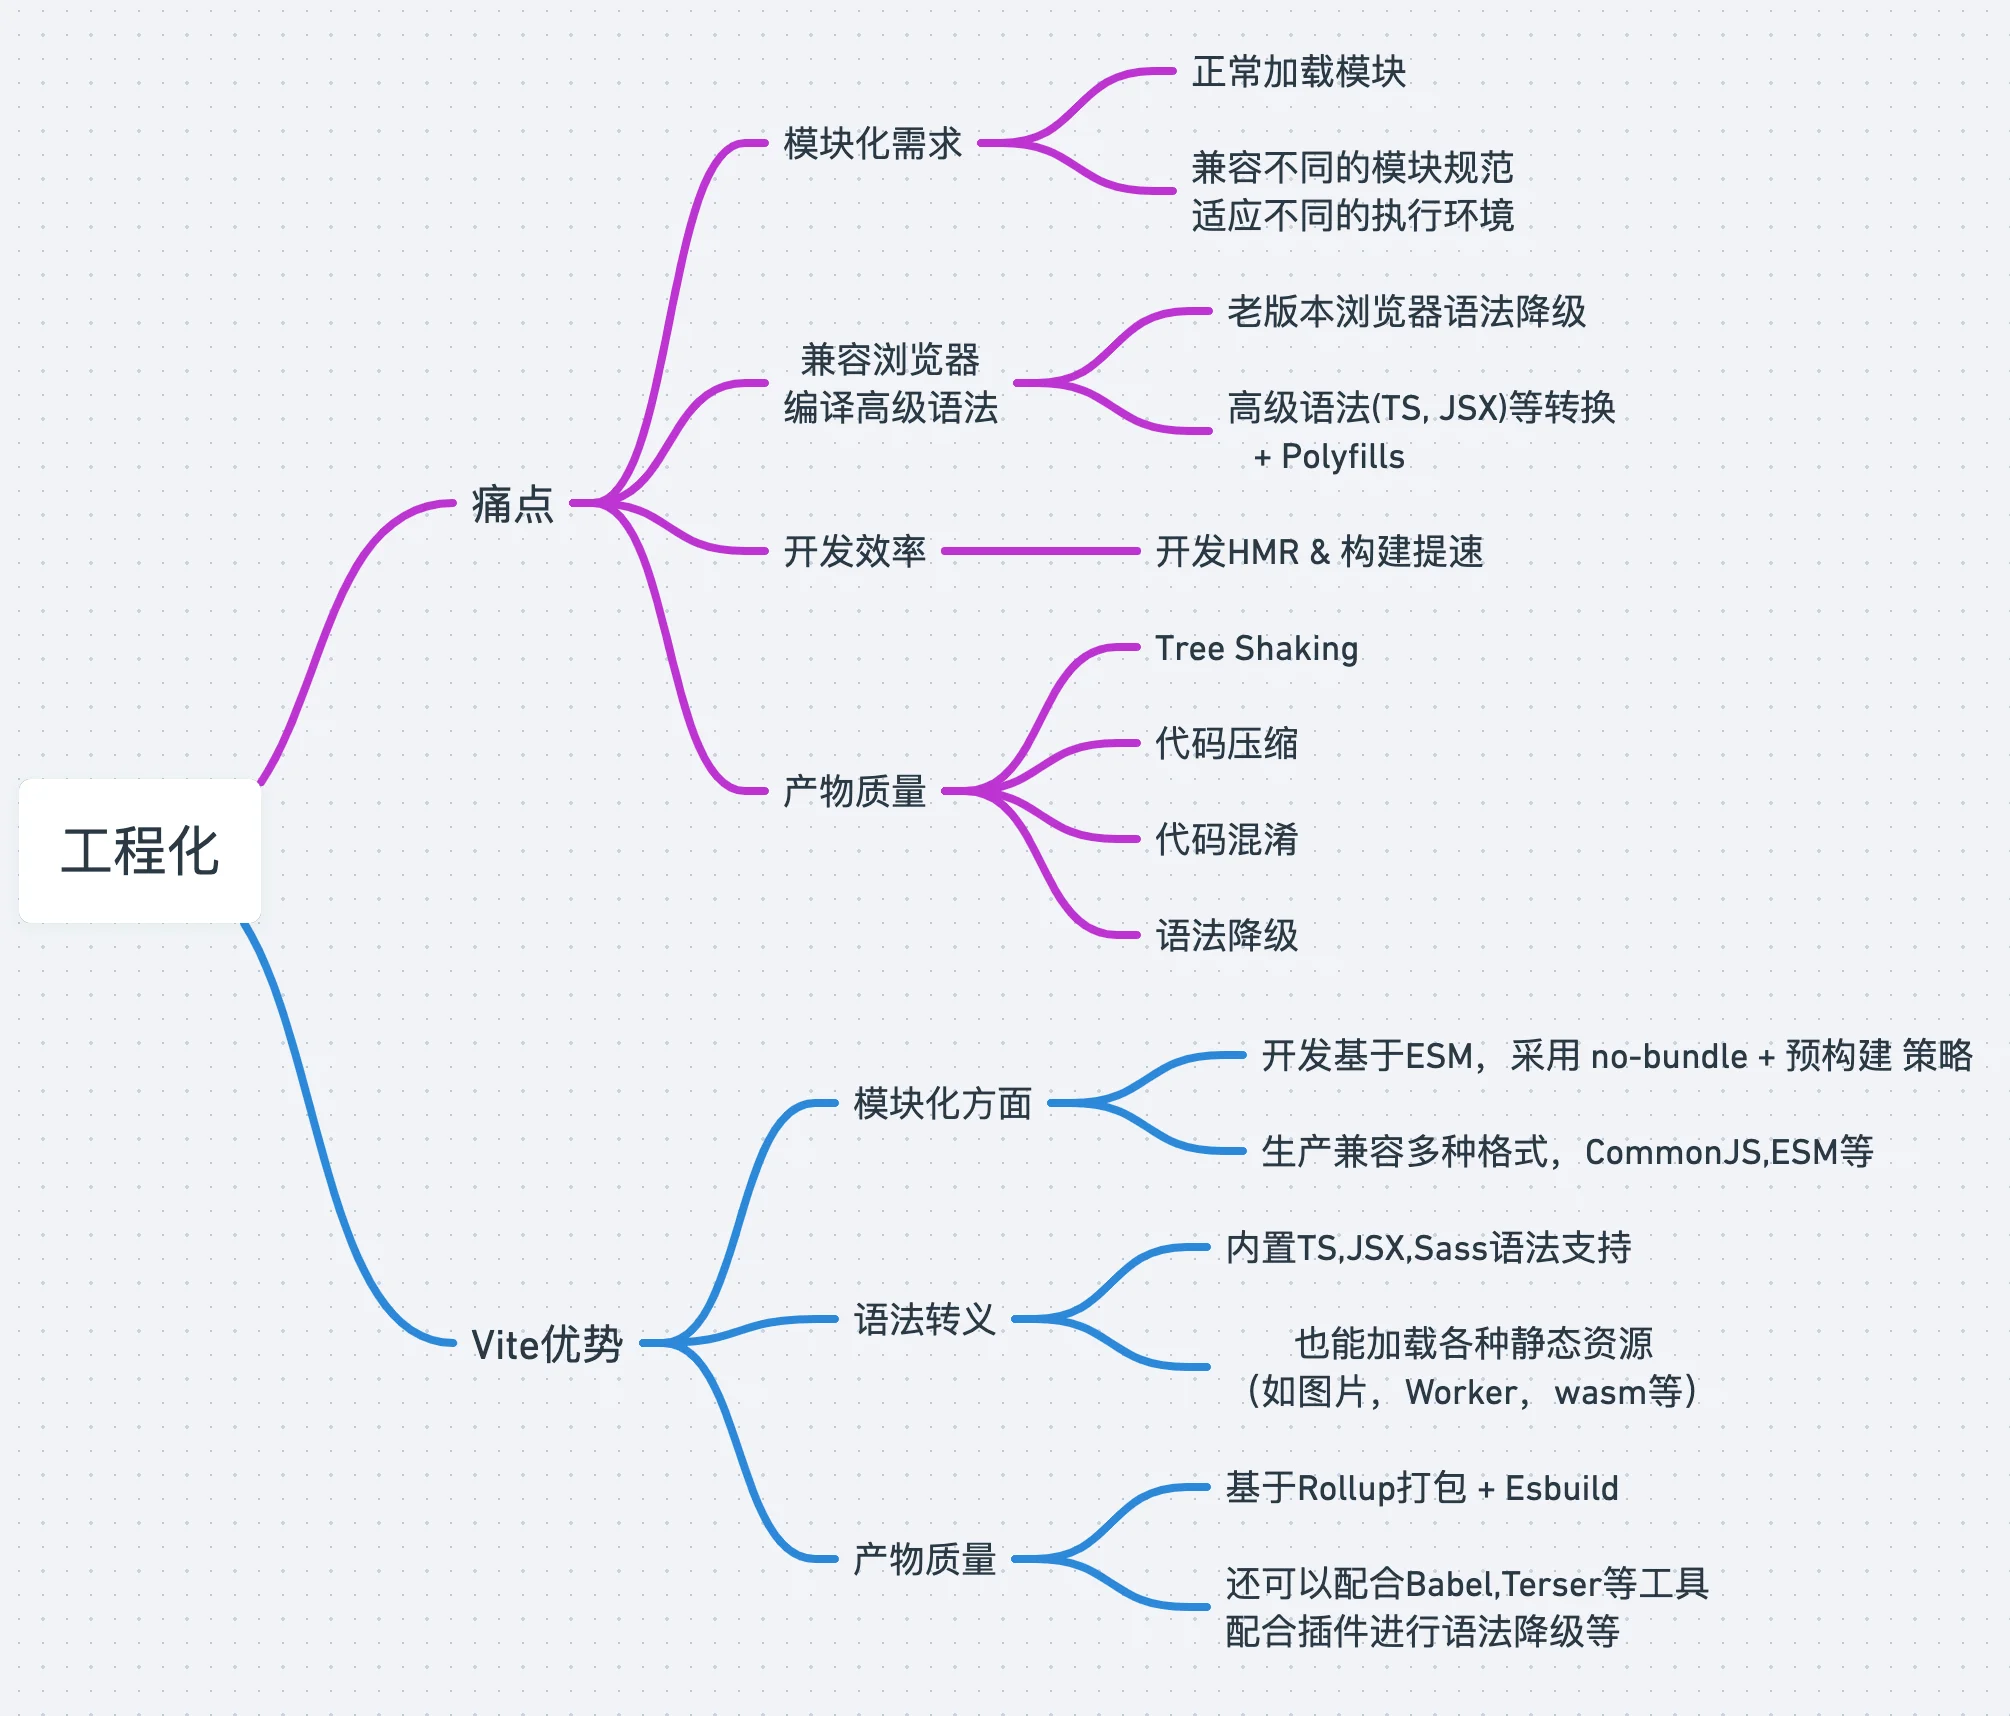 工程化
痛点
模块化需求
正常加载模块
兼容不同的模块规范
适应不同的执行环境
兼容浏览器
编译高级语法
老版本浏览器语法降级
高级语法(TS, JSX)等转换
+ Polyfills
开发效率
开发HMR & 构建提速
产物质量
Tree Shaking
代码压缩
代码混淆
语法降级
Vite优势
模块化方面
开发基于ESM，采用 no-bundle + 预构建 策略
生产兼容多种格式，CommonJS,ESM等
语法转义
内置TS,JSX,Sass语法支持
也能加载各种静态资源
（如图片，Worker，wasm等）
产物质量
基于Rollup打包 + Esbuild
还可以配合Babel,Terser等工具
配合插件进行语法降级等